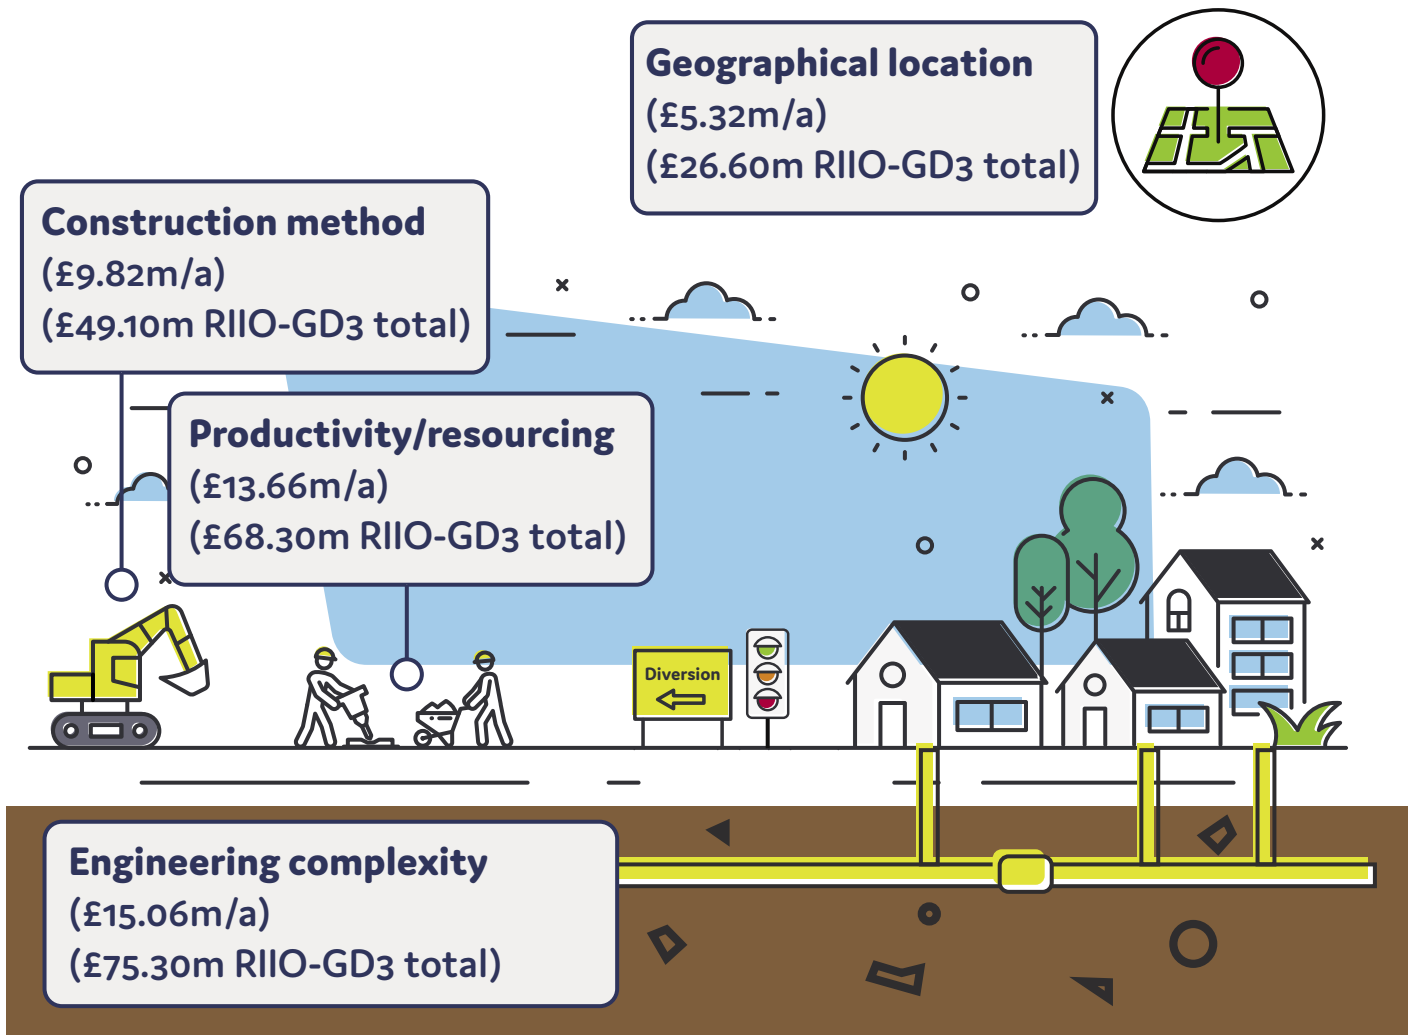 Geographical location
(£5.32m/a)
(£26.60m RIIO-GD3 total)
Construction method
(£9.82m/a)
(£49.10m RIIO-GD3 total)
Productivity/resourcing
(£13.66m/a)
(£68.30m RIIO-GD3 total)
Diversion
Engineering complexity
(£15.06m/a)
(£75.30m RIIO-GD3 total)